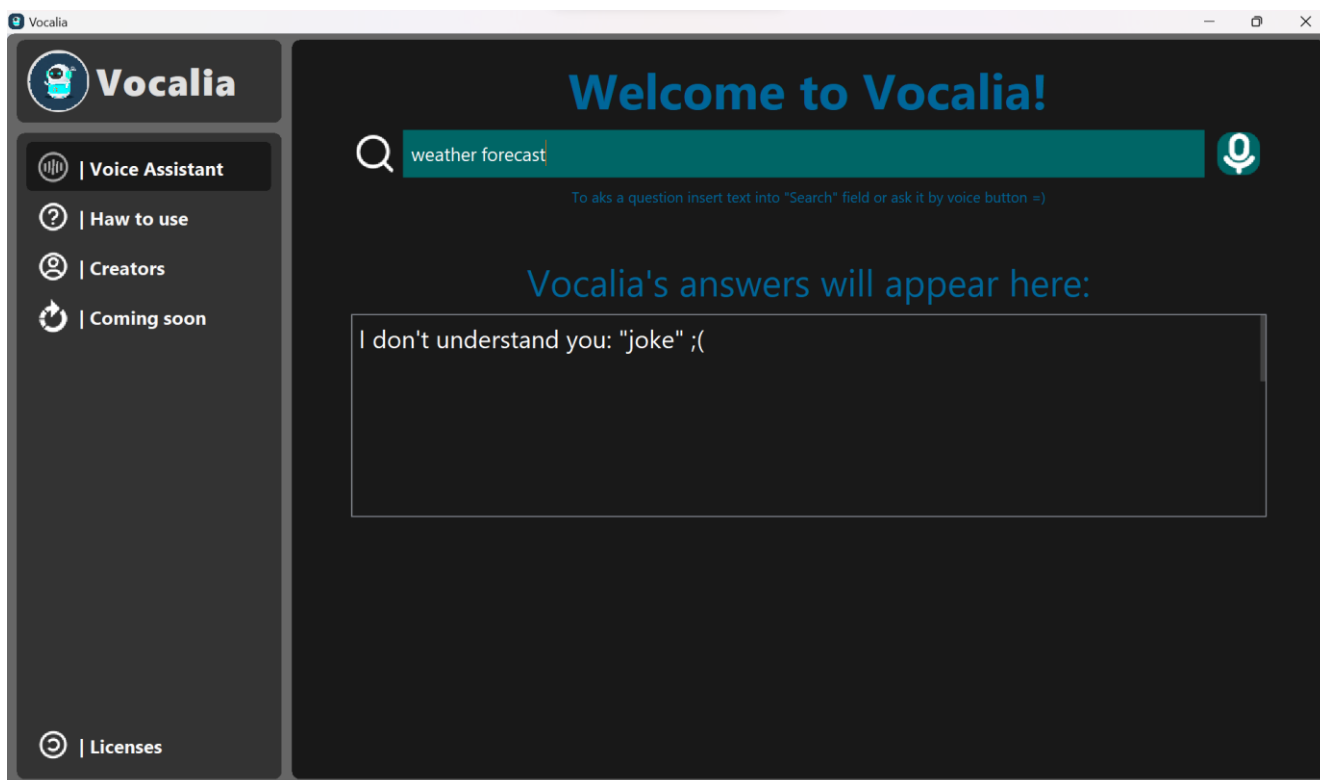 Vocalia
Vocalia
| Voice Assistant
| Haw to use
| Creators
| Coming soon
| Licenses
Welcome to Vocalia!
weather forecast
To aks a question insert text into "Search" field or ask it by voice button =)
Vocalia's answers will appear here:
I don't understand you: "joke" ;(